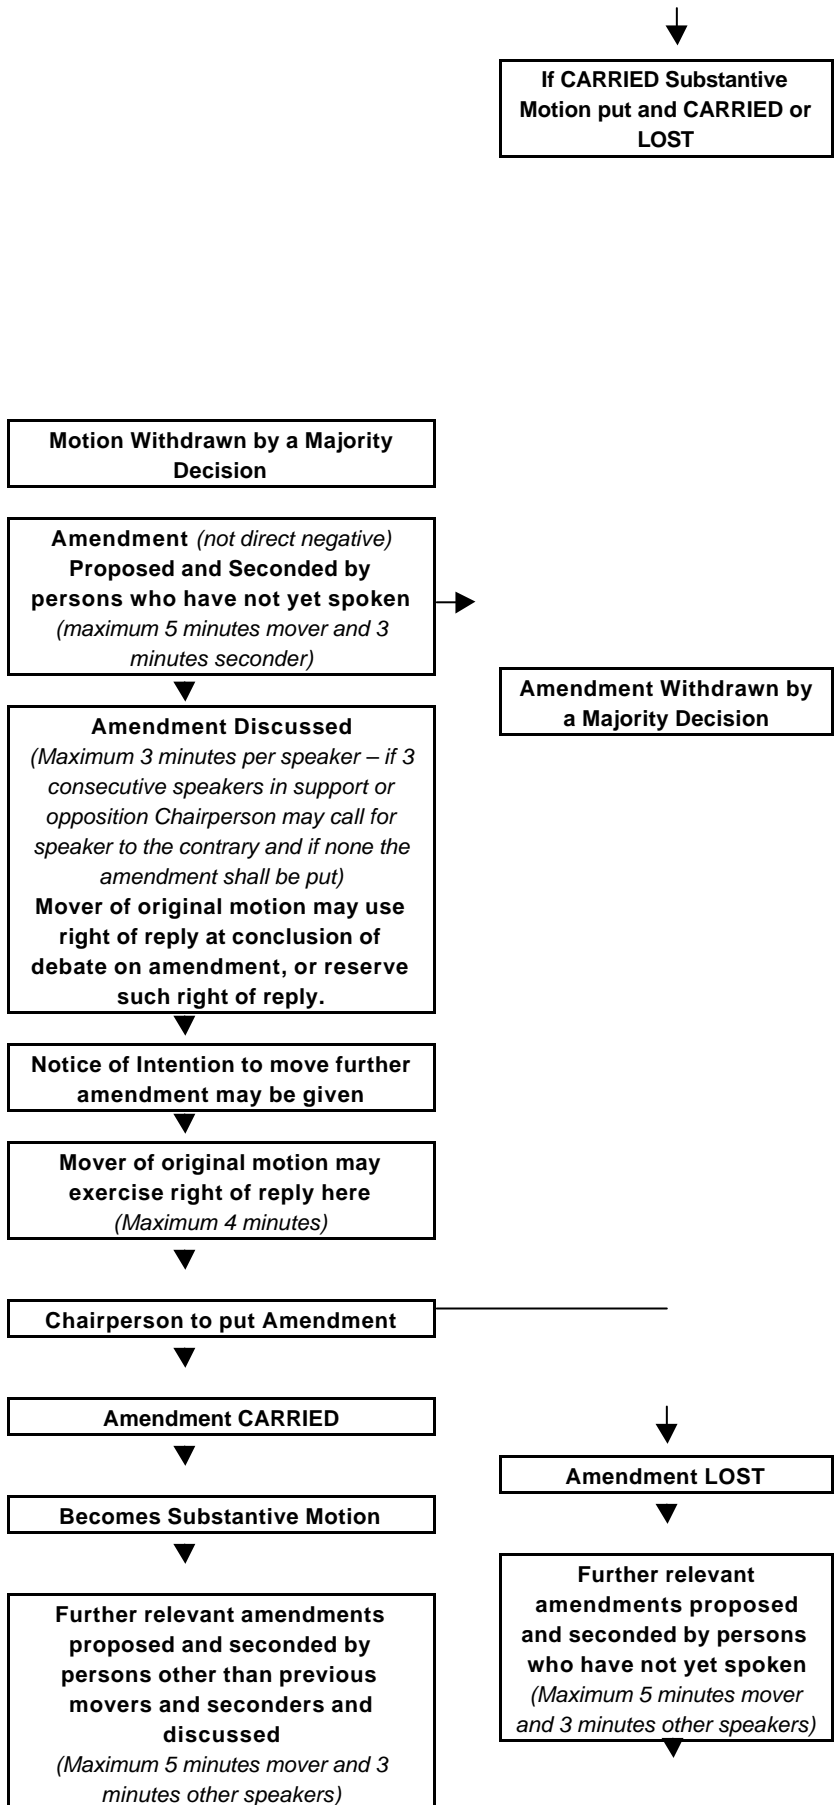 If CARRIED Substantive
Motion put and CARRIED or
LOST
Motion Withdrawn by a Majority
Decision
Amendment (not direct negative)
Proposed and Seconded by
persons who have not yet spoken
(maximum 5 minutes mover and 3
minutes seconder)
Amendment Withdrawn by
a Majority Decision
Amendment Discussed
(Maximum 3 minutes per speaker – if 3
consecutive speakers in support or
opposition Chairperson may call for
speaker to the contrary and if none the
amendment shall be put)
Mover of original motion may use
right of reply at conclusion of
debate on amendment, or reserve
such right of reply.
Notice of Intention to move further
amendment may be given
Mover of original motion may
exercise right of reply here
(Maximum 4 minutes)
Chairperson to put Amendment
Amendment CARRIED
Becomes Substantive Motion
Further relevant amendments
proposed and seconded by
persons other than previous
movers and seconders and
discussed
(Maximum 5 minutes mover and 3
minutes other speakers)
Amendment LOST
Further relevant
amendments proposed
and seconded by persons
who have not yet spoken
(Maximum 5 minutes mover
and 3 minutes other speakers)